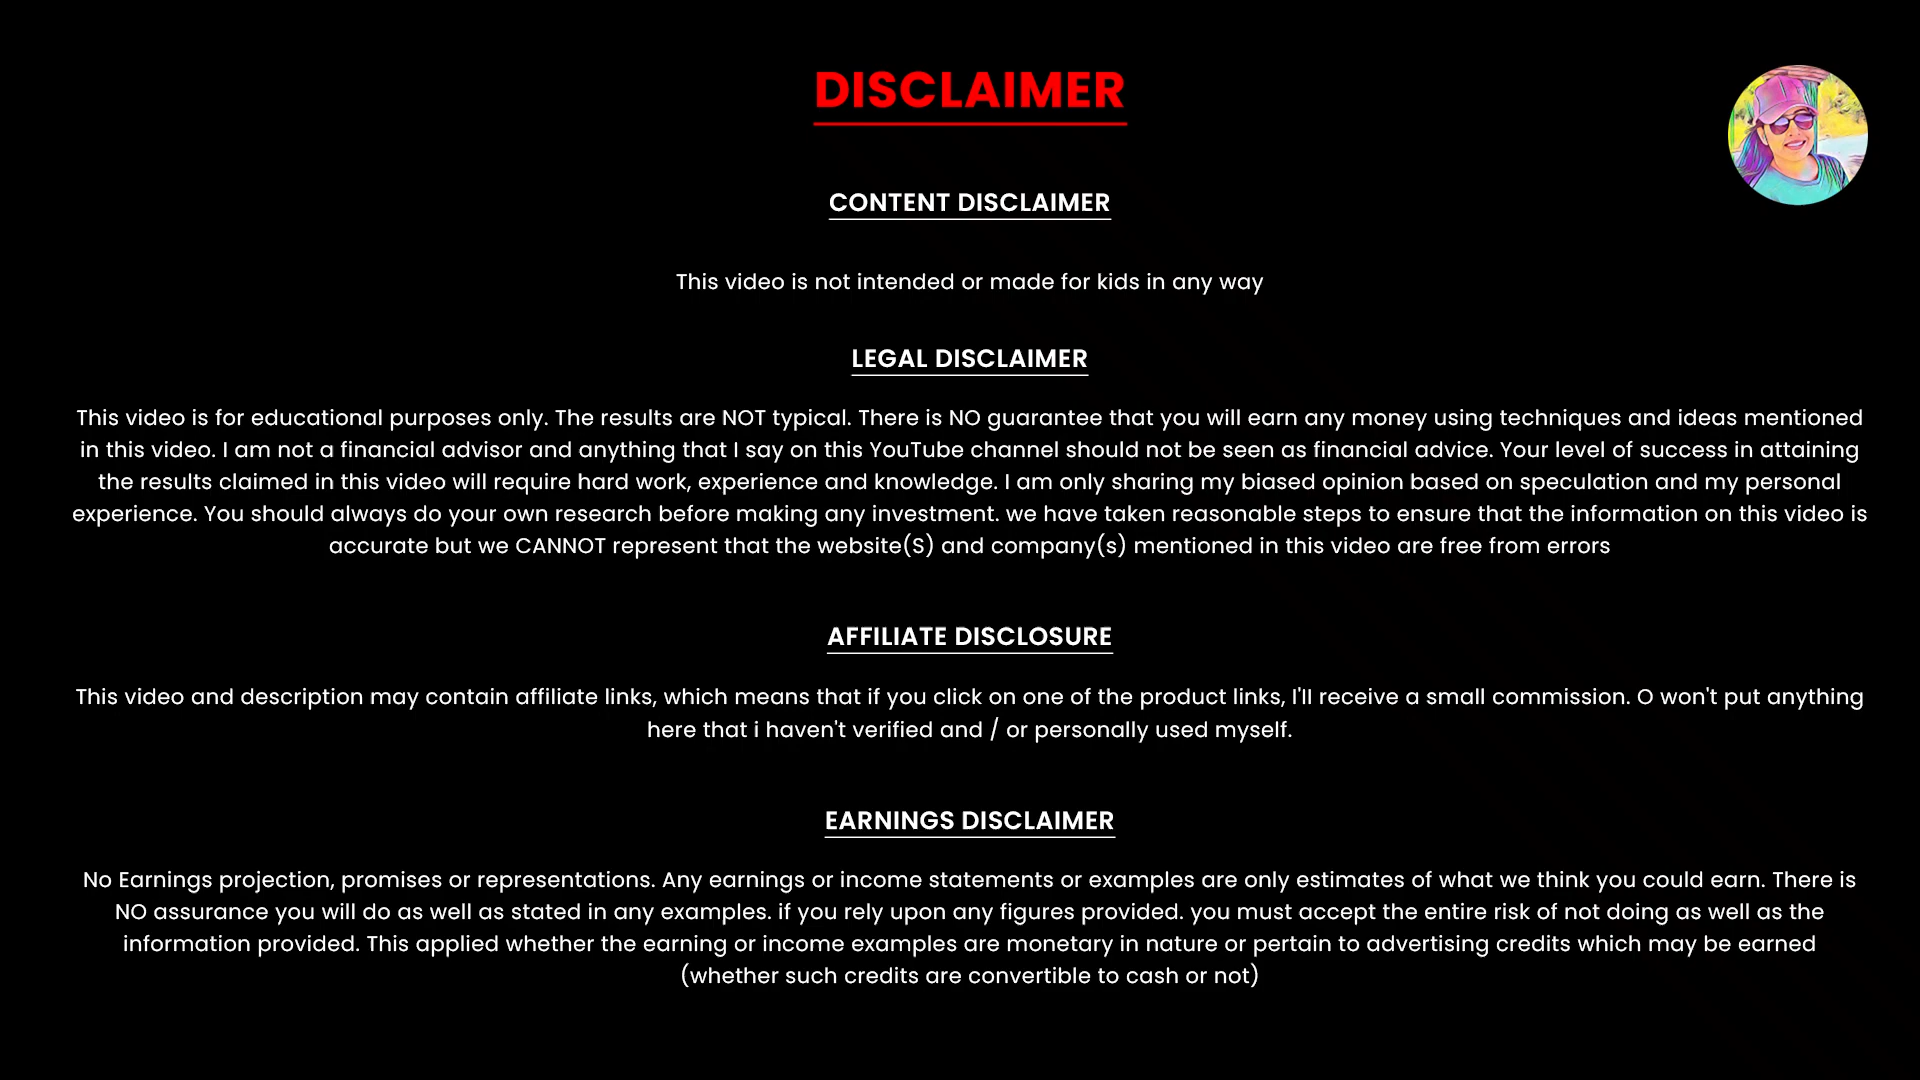 DISCLAIMER
CONTENT DISCLAIMER
This video is not intended or made for kids in any way
LEGAL DISCLAIMER
This video is for educational purposes only. The results are NOT typical. There is NO guarantee that you will earn any money using techniques and ideas mentioned
in this video. I am not a financial advisor and anything that I say on this YouTube channel should not be seen as financial advice. Your level of success in attaining
the results claimed in this video will require hard work, experience and knowledge. I am only sharing my biased opinion based on speculation and my personal
experience. You should always do your own research before making any investment. we have taken reasonable steps to ensure that the information on this video is
accurate but we CANNOT represent that the website(S) and company(s) mentioned in this video are free from errors
AFFILIATE DISCLOSURE
This video and description may contain affiliate links, which means that if you click on one of the product links, I'll receive a small commission. O won't put anything
here that i haven't verified and / or personally used myself.
EARNINGS DISCLAIMER
No Earnings projection, promises or representations. Any earnings or income statements or examples are only estimates of what we think you could earn. There is
NO assurance you will do as well as stated in any examples. if you rely upon any figures provided. you must accept the entire risk of not doing as well as the
information provided. This applied whether the earning or income examples are monetary in nature or pertain to advertising credits which may be earned
(whether such credits are convertible to cash or not)